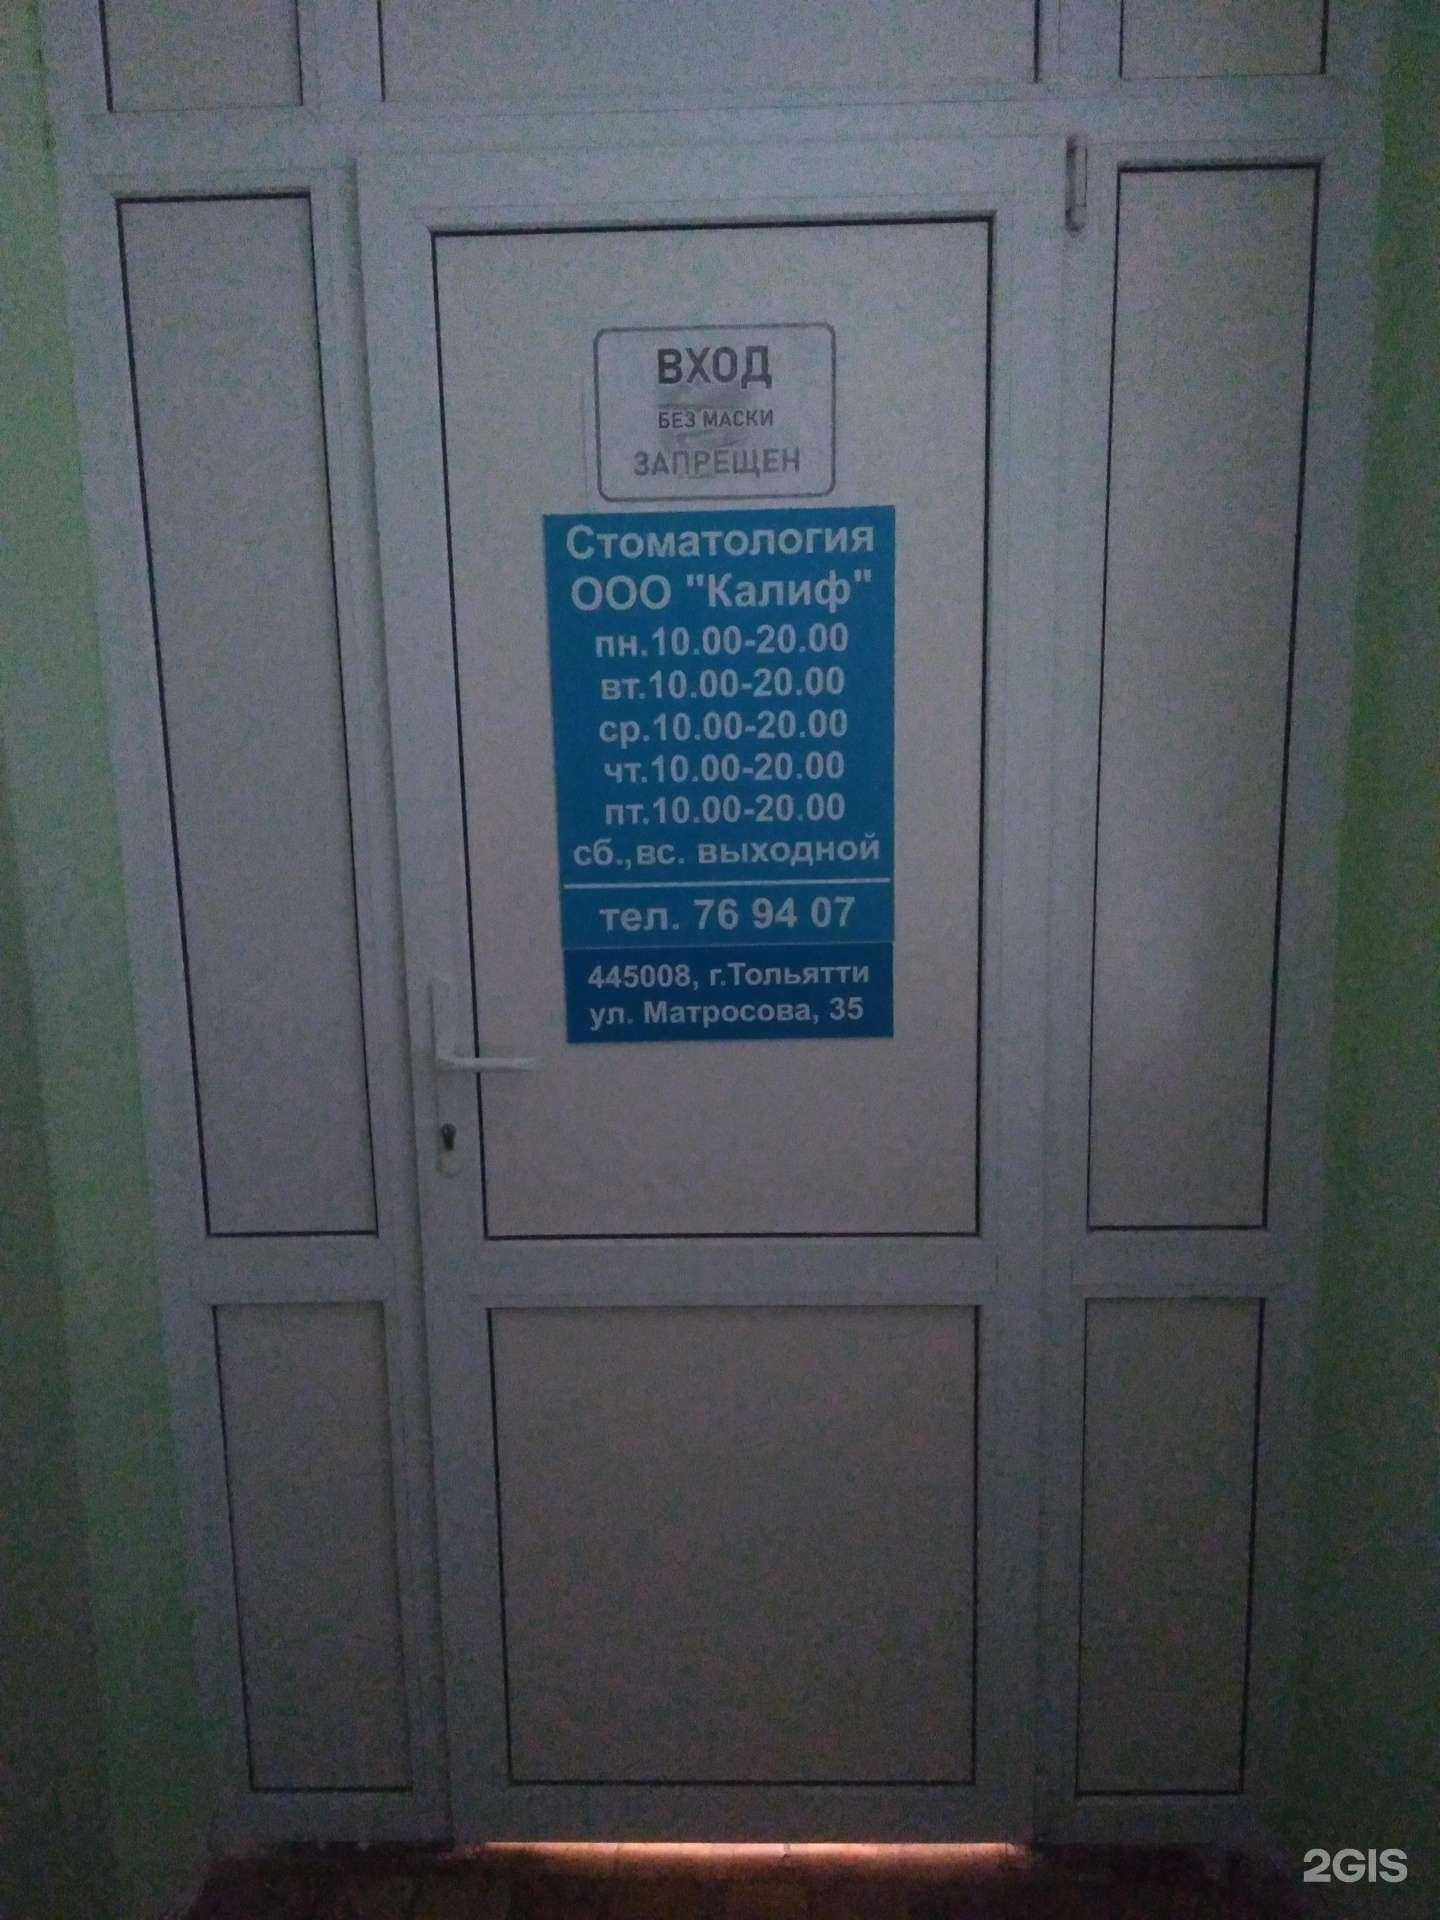 ВХОД
БЕЗ МАСКИ
ЗАПРЕЩЕН
Стоматология
ООО "Калиф"
пн.10.00-20.00
вт.10.00-20.00
ср.10.00-20.00
чт.10.00-20.00
пт.10.00-20.00
сб.,вс. выходной
тел. 76 94 07
445008, г.Тольятти
ул. Матросова, 35
2GIS